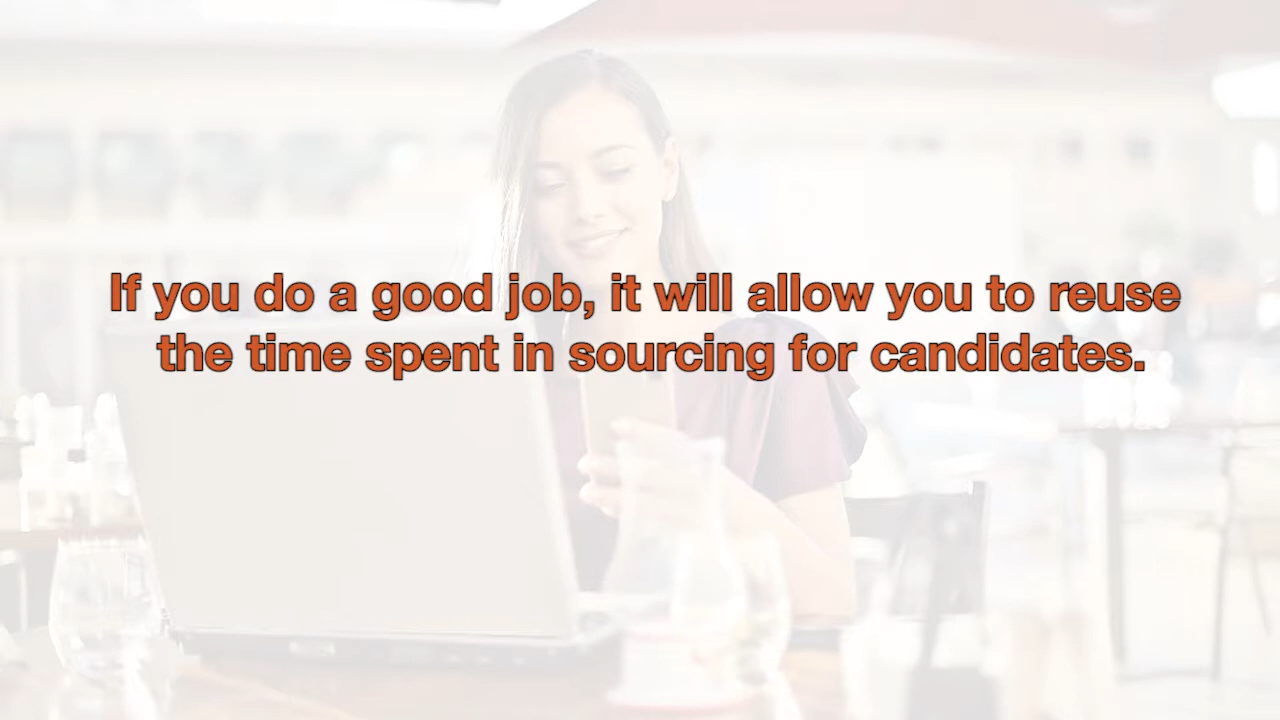 If you do a good job, it will allow you to reuse
the time spent in sourcing for candidates.